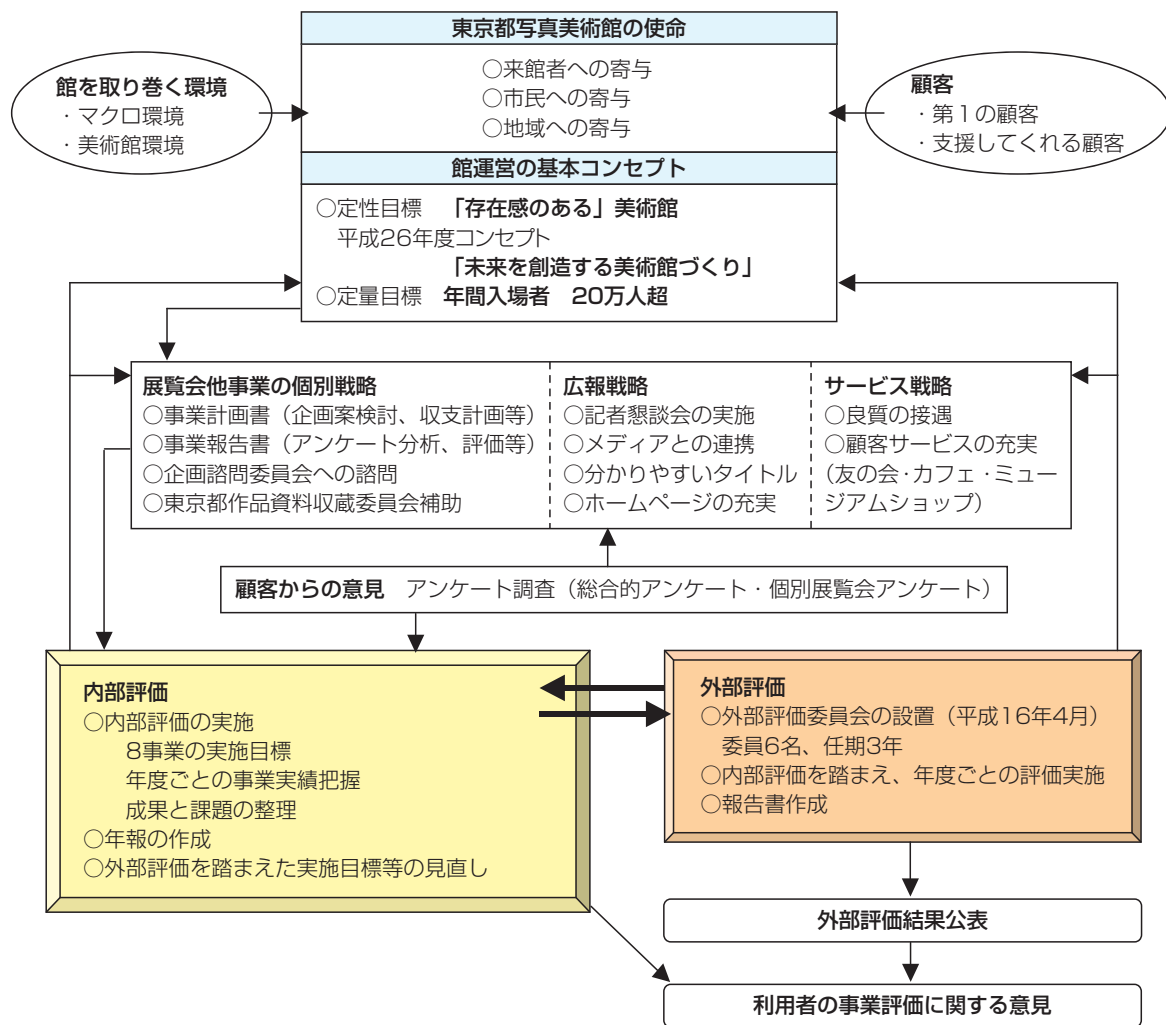 東京都写真美術館の使命
○来館者への寄与
○市民への寄与
○地域への寄与
館を取り巻く環境
・マクロ環境
・美術館環境
顧客
・第1の顧客
・支援してくれる顧客
館運営の基本コンセプト
○定性目標 「存在感のある」美術館
平成26年度コンセプト
「未来を創造する美術館づくり」
○定量目標 年間入場者 20万人超
展覧会他事業の個別戦略
○事業計画書（企画案検討、収支計画等）
○事業報告書（アンケート分析、評価等）
○企画諮問委員会への諮問
○東京都作品資料収蔵委員会補助
広報戦略
○記者懇談会の実施
○メディアとの連携
○分かりやすいタイトル
○ホームページの充実
サービス戦略
○良質の接遇
○顧客サービスの充実
（友の会・カフェ・ミュー
ジアムショップ）
顧客からの意見 アンケート調査（総合的アンケート・個別展覧会アンケート）
内部評価
○内部評価の実施
8事業の実施目標
年度ごとの事業実績把握
成果と課題の整理
○年報の作成
○外部評価を踏まえた実施目標等の見直し
外部評価
○外部評価委員会の設置（平成16年4月）
委員6名、任期3年
○内部評価を踏まえ、年度ごとの評価実施
○報告書作成
外部評価結果公表
利用者の事業評価に関する意見